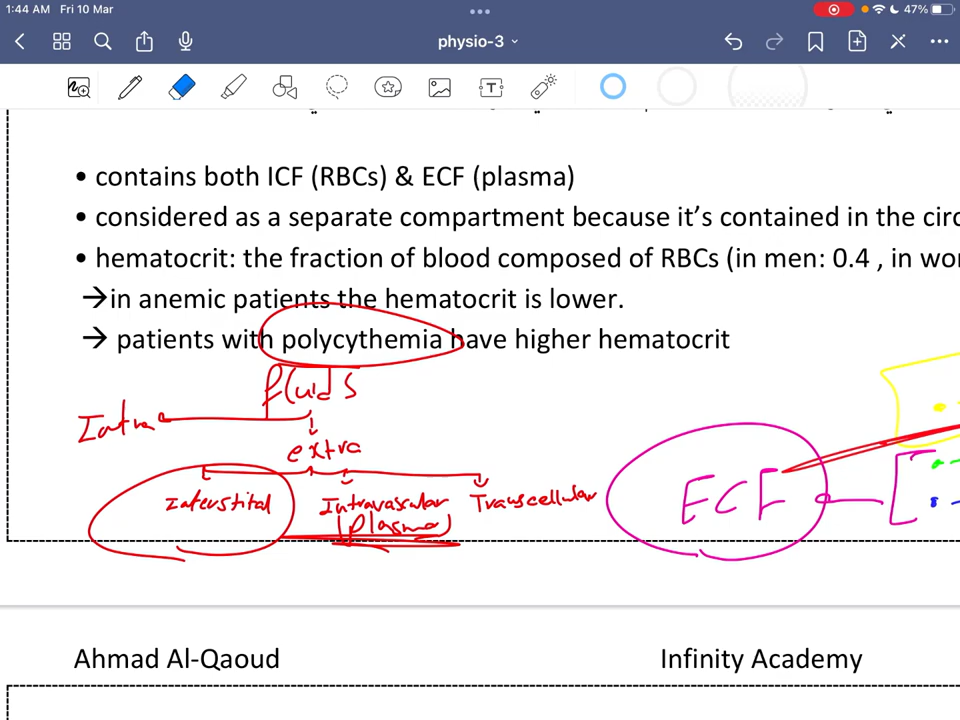 1:44 AM Fri 10 Mar
47%
physio-3
• contains both ICF (RBCs) & ECF (plasma)
• considered as a separate compartment because it's contained in the circ
• hematocrit: the fraction of blood composed of RBCs (in men: 0.4 , in wo
→in anemic patients the hematocrit is lower.
→ patients with polycythemia have higher hematocrit
fluids
Intra
extra
Interstital
Intravascular
(Plasma)
Transcellular
ECF
Ahmad Al-Qaoud
Infinity Academy